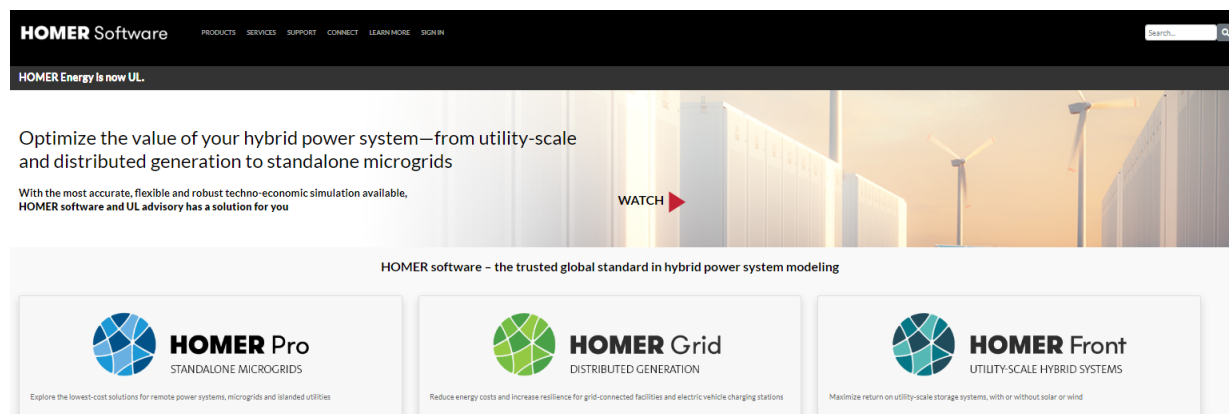 HOMER Software
PRODUCTS SERVICES SUPPORT CONNECT LEARN MORE SIGN IN
Search...
HOMER Energy is now UL.
Optimize the value of your hybrid power system—from utility-scale
and distributed generation to standalone microgrids
With the most accurate, flexible and robust techno-economic simulation available,
HOMER software and UL advisory has a solution for you
WATCH
HOMER software – the trusted global standard in hybrid power system modeling
HOMER Pro
STANDALONE MICROGRIDS
Explore the lowest-cost solutions for remote power systems, microgrids and islanded utilities
HOMER Grid
DISTRIBUTED GENERATION
Reduce energy costs and increase resilience for grid-connected facilities and electric vehicle charging stations
HOMER Front
UTILITY-SCALE HYBRID SYSTEMS
Maximize return on utility-scale storage systems, with or without solar or wind